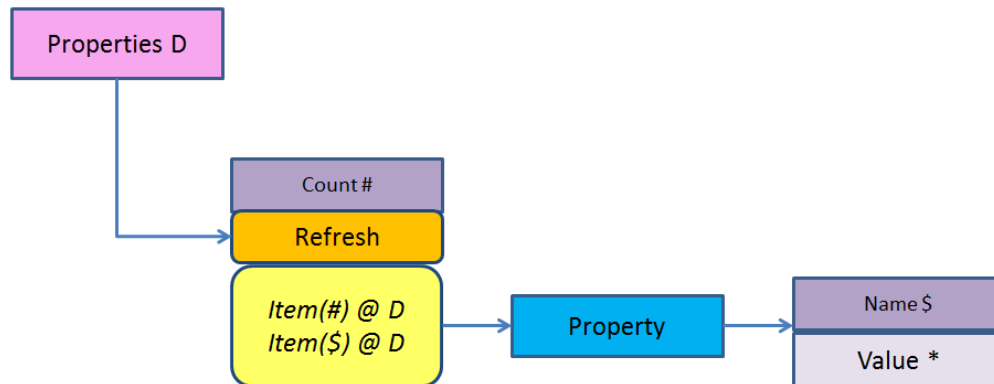 Properties D
Count #
Refresh
Item(#) @ D
Item($) @ D
Property
Name $
Value *